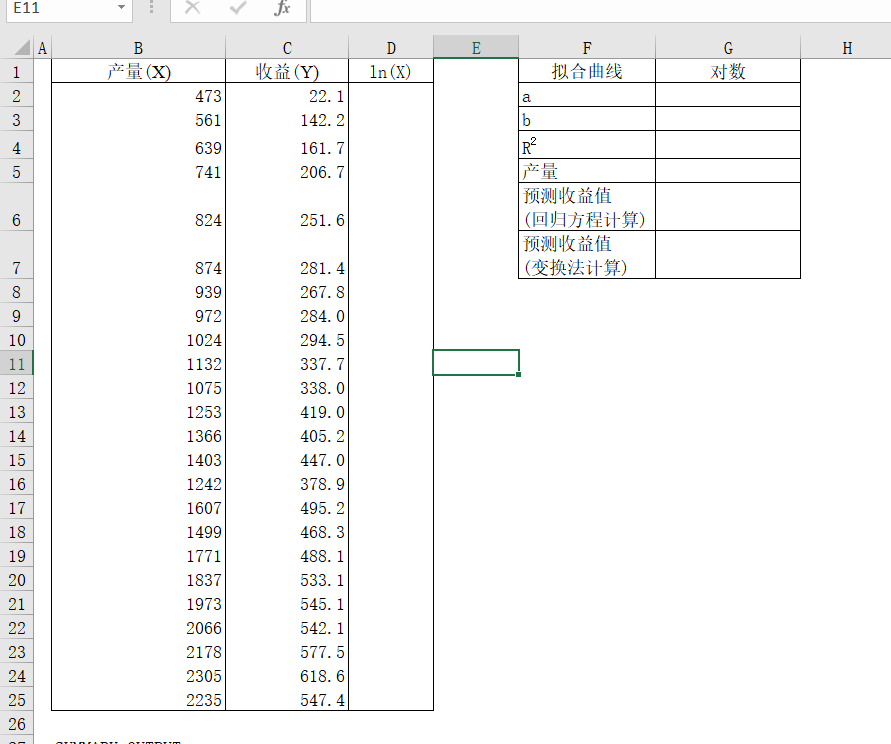 E11 fx
A B C D E F G H
1 产量(X) 收益(Y) ln(X) 拟合曲线 对数
2 473 22.1 a
3 561 142.2 b
4 639 161.7 R²
5 741 206.7 产量
预测收益值
6 824 251.6 (回归方程计算)
预测收益值
7 874 281.4 (变换法计算)
8 939 267.8
9 972 284.0
10 1024 294.5
11 1132 337.7
12 1075 338.0
13 1253 419.0
14 1366 405.2
15 1403 447.0
16 1242 378.9
17 1607 495.2
18 1499 468.3
19 1771 488.1
20 1837 533.1
21 1973 545.1
22 2066 542.1
23 2178 577.5
24 2305 618.6
25 2235 547.4
26